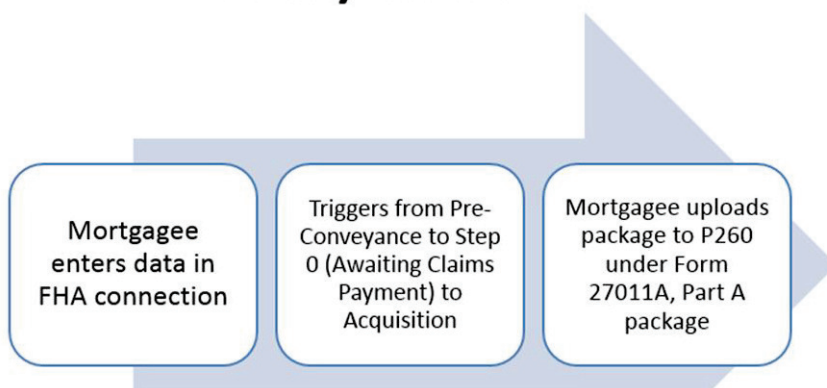 Mortgagee
enters data in
FHA connection
Triggers from Pre-
Conveyance to Step
0 (Awaiting Claims
Payment) to
Acquisition
Mortgagee uploads
package to P260
under Form
27011A, Part A
package